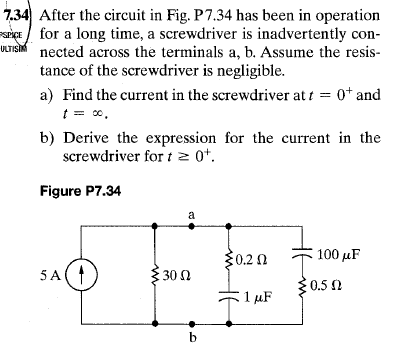 7.34 After the circuit in Fig. P7.34 has been in operation
PSPICE for a long time, a screwdriver is inadvertently con-
MULTISIM nected across the terminals a, b. Assume the resis-
tance of the screwdriver is negligible.
a) Find the current in the screwdriver at t = 0⁺ and
t = ∞.
b) Derive the expression for the current in the
screwdriver for t ≥ 0⁺.
Figure P7.34
a
5 A
30 Ω
0.2 Ω
1 μF
100 μF
0.5 Ω
b